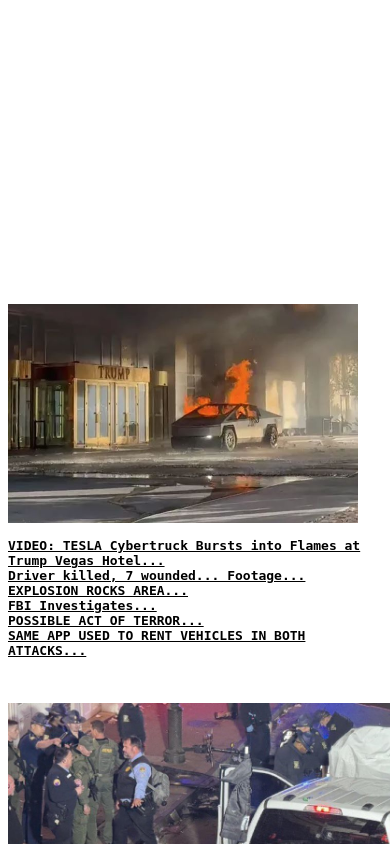 TRUMP
VIDEO: TESLA Cybertruck Bursts into Flames at
Trump Vegas Hotel...
Driver killed, 7 wounded... Footage...
EXPLOSION ROCKS AREA...
FBI Investigates...
POSSIBLE ACT OF TERROR...
SAME APP USED TO RENT VEHICLES IN BOTH
ATTACKS...